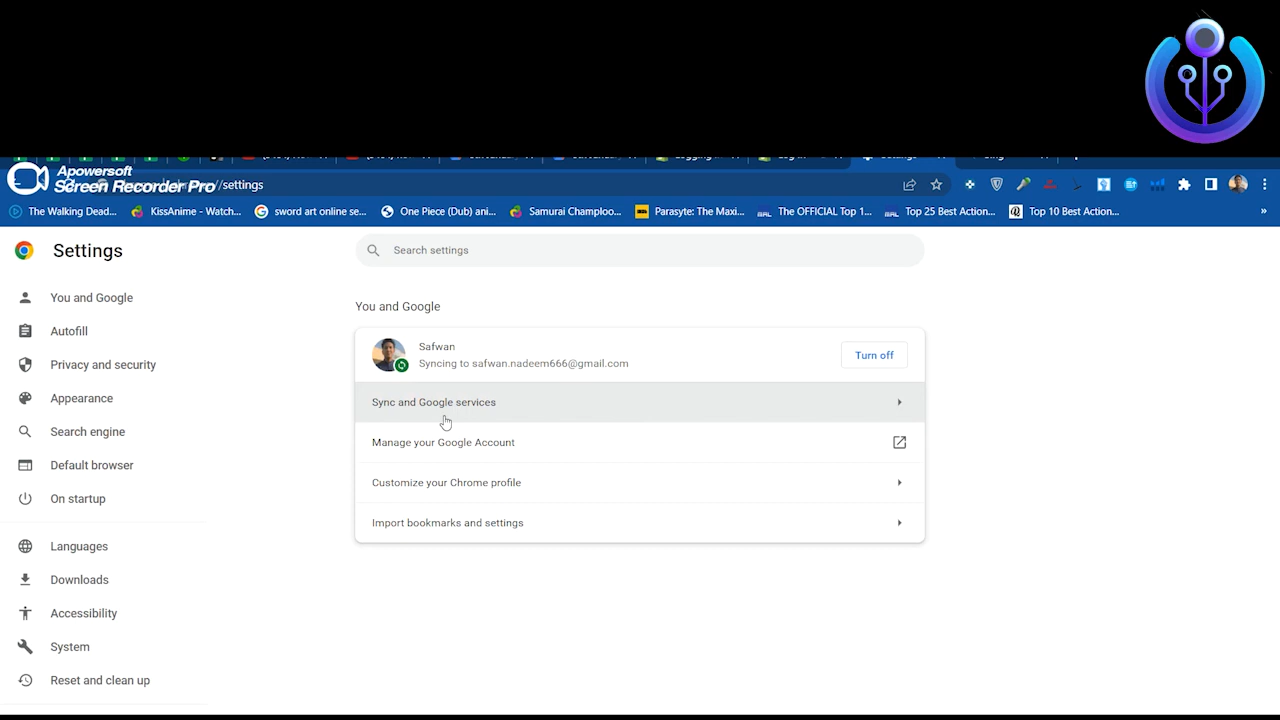 Apowersoft
Screen Recorder Pro
/settings
The Walking Dead...
KissAnime - Watch...
sword art online se...
One Piece (Dub) ani...
Samurai Champloo...
Parasyte: The Maxi...
The OFFICIAL Top 1...
Top 25 Best Action...
Top 10 Best Action...
»
Settings
Search settings
You and Google
Autofill
Privacy and security
Appearance
Search engine
Default browser
On startup
Languages
Downloads
Accessibility
System
Reset and clean up
You and Google
Safwan
Syncing to safwan.nadeem666@gmail.com
Turn off
Sync and Google services
Manage your Google Account
Customize your Chrome profile
Import bookmarks and settings